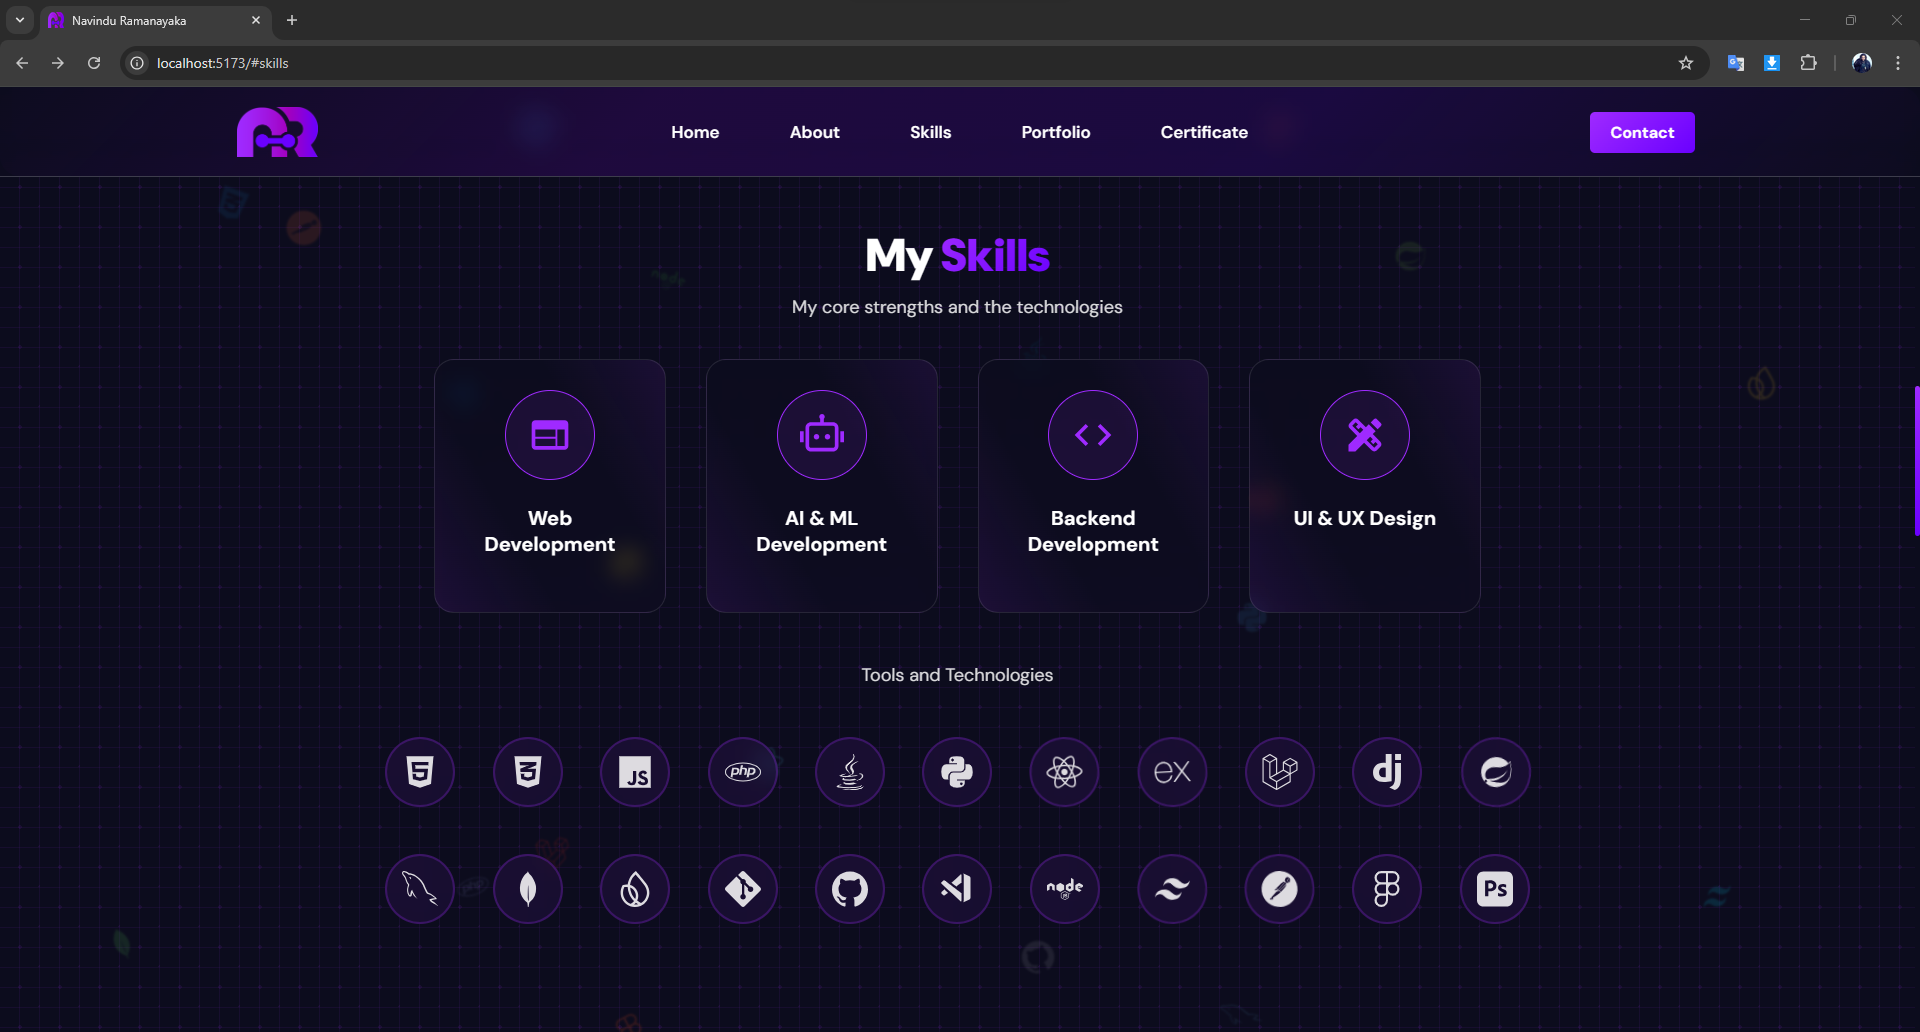 Navindu Ramanayaka
localhost:5173/#skills
Home
About
Skills
Portfolio
Certificate
Contact
My Skills
My core strengths and the technologies
Web
Development
AI & ML
Development
Backend
Development
UI & UX Design
Tools and Technologies
JS
php
ex
dj
node
Ps